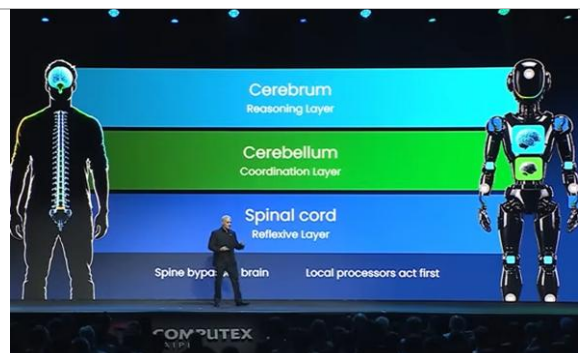 Cerebrum
Reasoning Layer
Cerebellum
Coordination Layer
Spinal cord
Reflexive Layer
Spine brain
Local processors act first
COMPUTEX